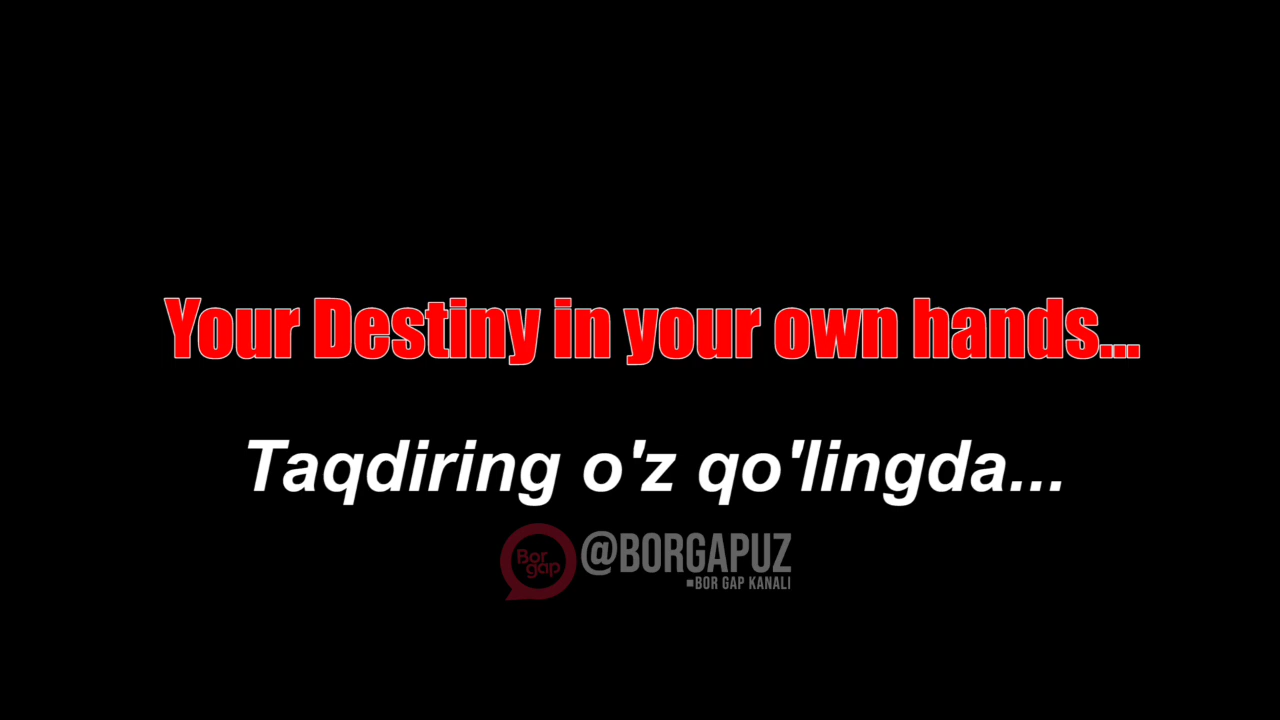 Your Destiny in your own hands...
Taqdiring o'z qo'lingda...
Bor
gap
@BORGAPUZ
▪BOR GAP KANALI